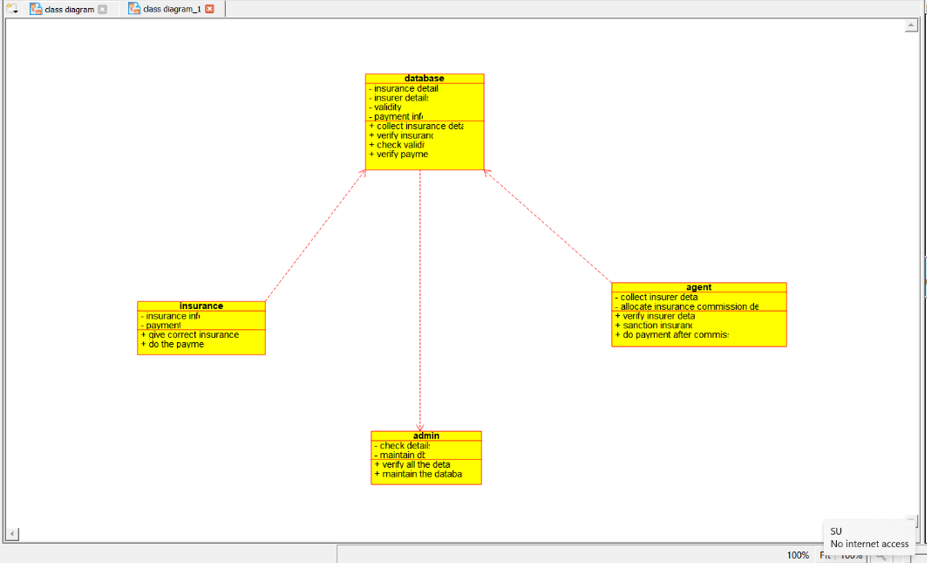 class diagram
class diagram_1
database
- insurance detail
- insurer details
- validity
- payment info
+ collect insurance deta
+ verify insuranc
+ check validi
+ verify payme
insurance
- insurance info
- payment
+ give correct insurance
+ do the payme
agent
- collect insurer deta
- allocate insurance commission de
+ verify insurer deta
+ sanction insuranc
+ do payment after commis
admin
- check details
- maintain db
+ verify all the deta
+ maintain the databa
SU
No internet access
100%
100%